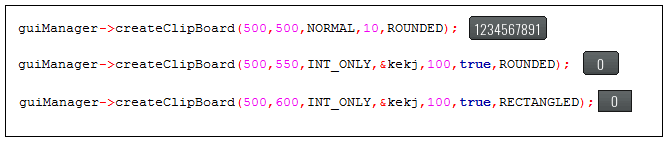 guiManager->createClipBoard(500,500,NORMAL,10,ROUNDED); 1234567891
guiManager->createClipBoard(500,550,INT_ONLY,&kekj,100,true,ROUNDED); 0
guiManager->createClipBoard(500,600,INT_ONLY,&kekj,100,true,RECTANGLED); 0